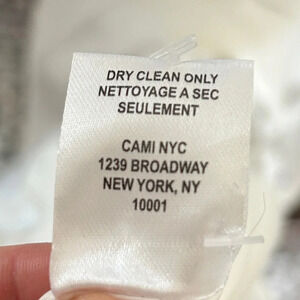 DRY CLEAN ONLY
NETTOYAGE A SEC
SEULEMENT
CAMI NYC
1239 BROADWAY
NEW YORK, NY
10001